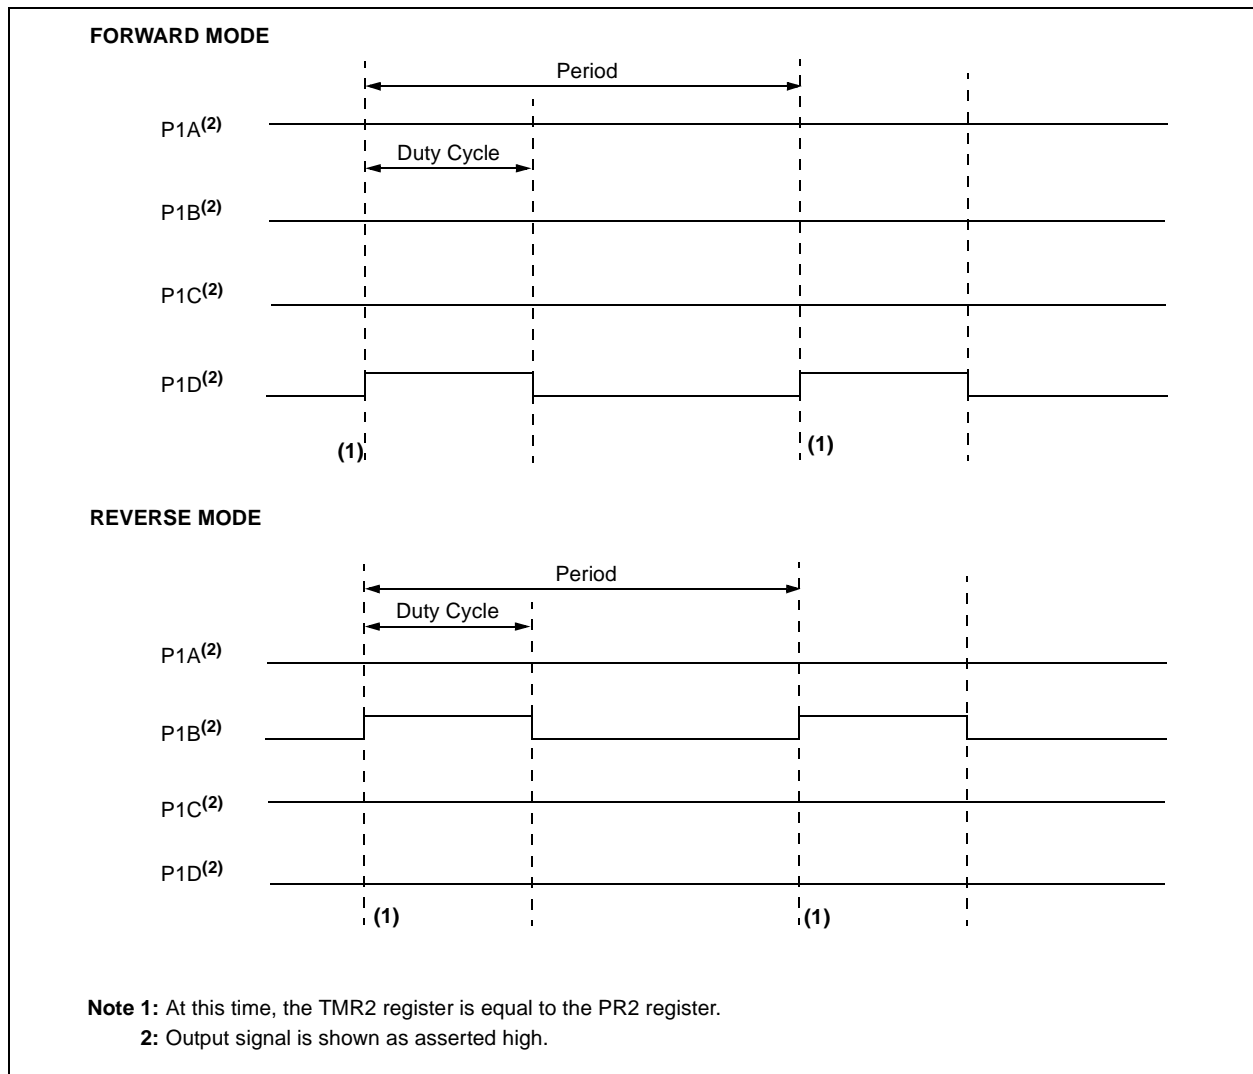 FORWARD MODE
Period
P1A(2)
Duty Cycle
P1B(2)
P1C(2)
P1D(2)
(1) (1)
REVERSE MODE
Period
Duty Cycle
P1A(2)
P1B(2)
P1C(2)
P1D(2)
(1) (1)
Note 1: At this time, the TMR2 register is equal to the PR2 register.
2: Output signal is shown as asserted high.